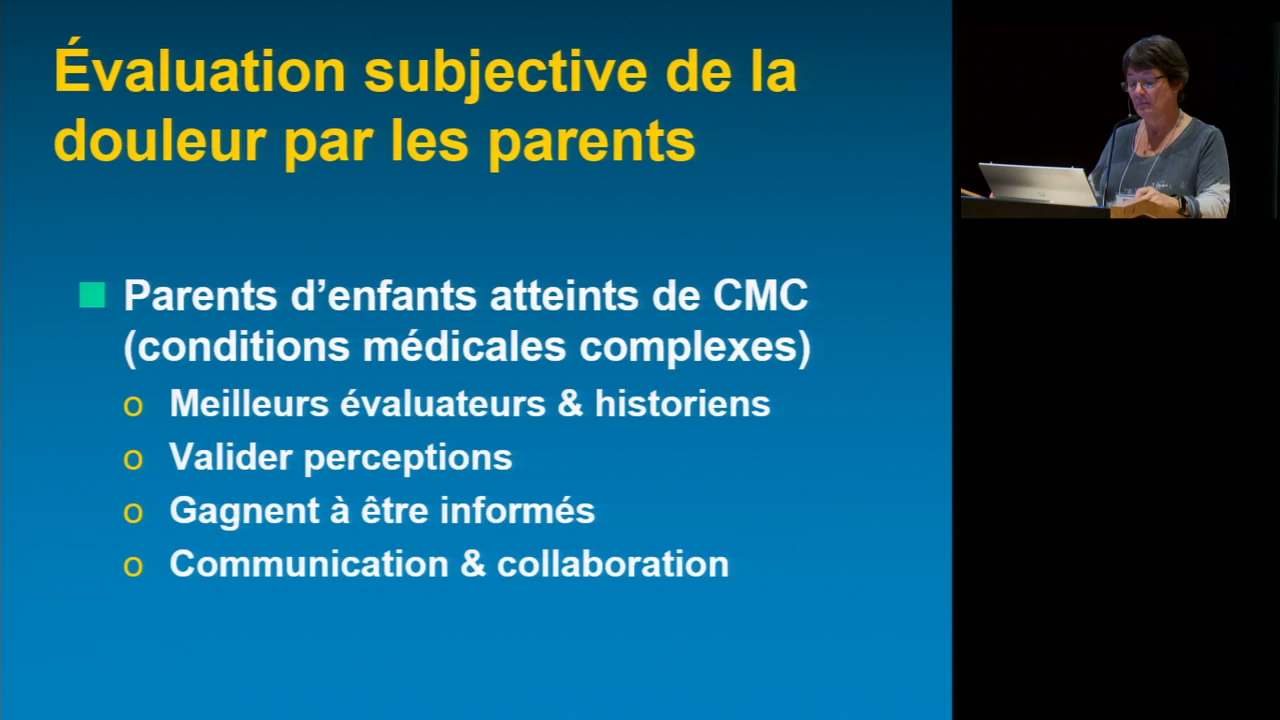 Évaluation subjective de la
douleur par les parents
Parents d’enfants atteints de CMC
(conditions médicales complexes)
o Meilleurs évaluateurs & historiens
o Valider perceptions
o Gagnent à être informés
o Communication & collaboration